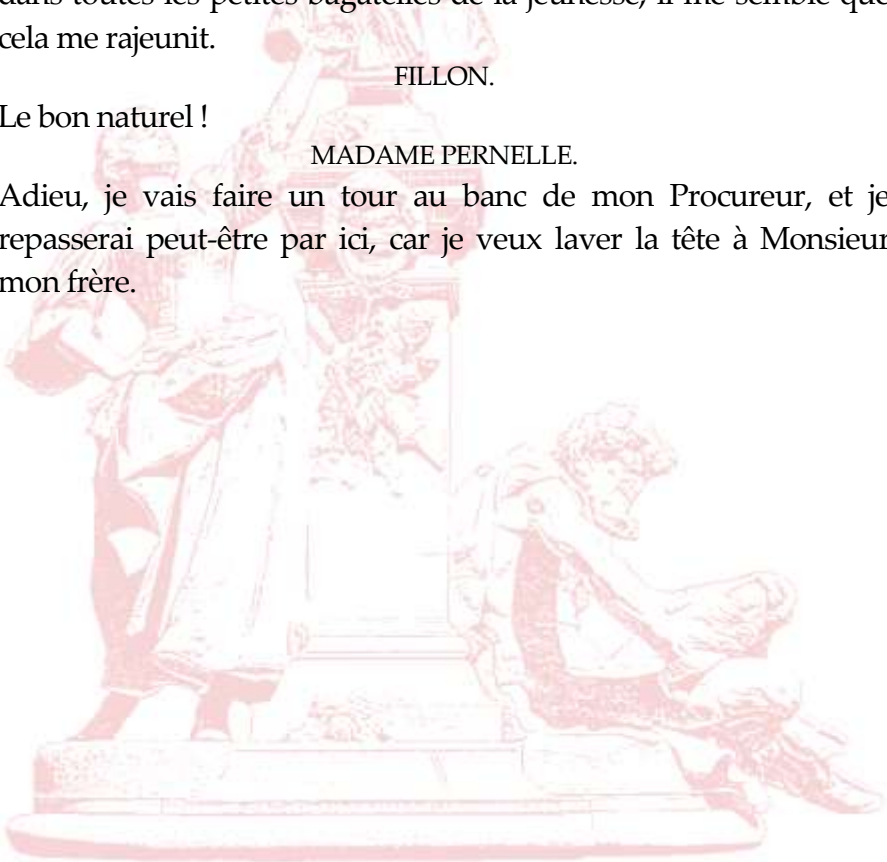 dans toutes les petites bagatelles de la jeunesse, il me semble que
cela me rajeunit.
FILLON.
Le bon naturel !
MADAME PERNELLE.
Adieu, je vais faire un tour au banc de mon Procureur, et je
repasserai peut-être par ici, car je veux laver la tête à Monsieur
mon frère.